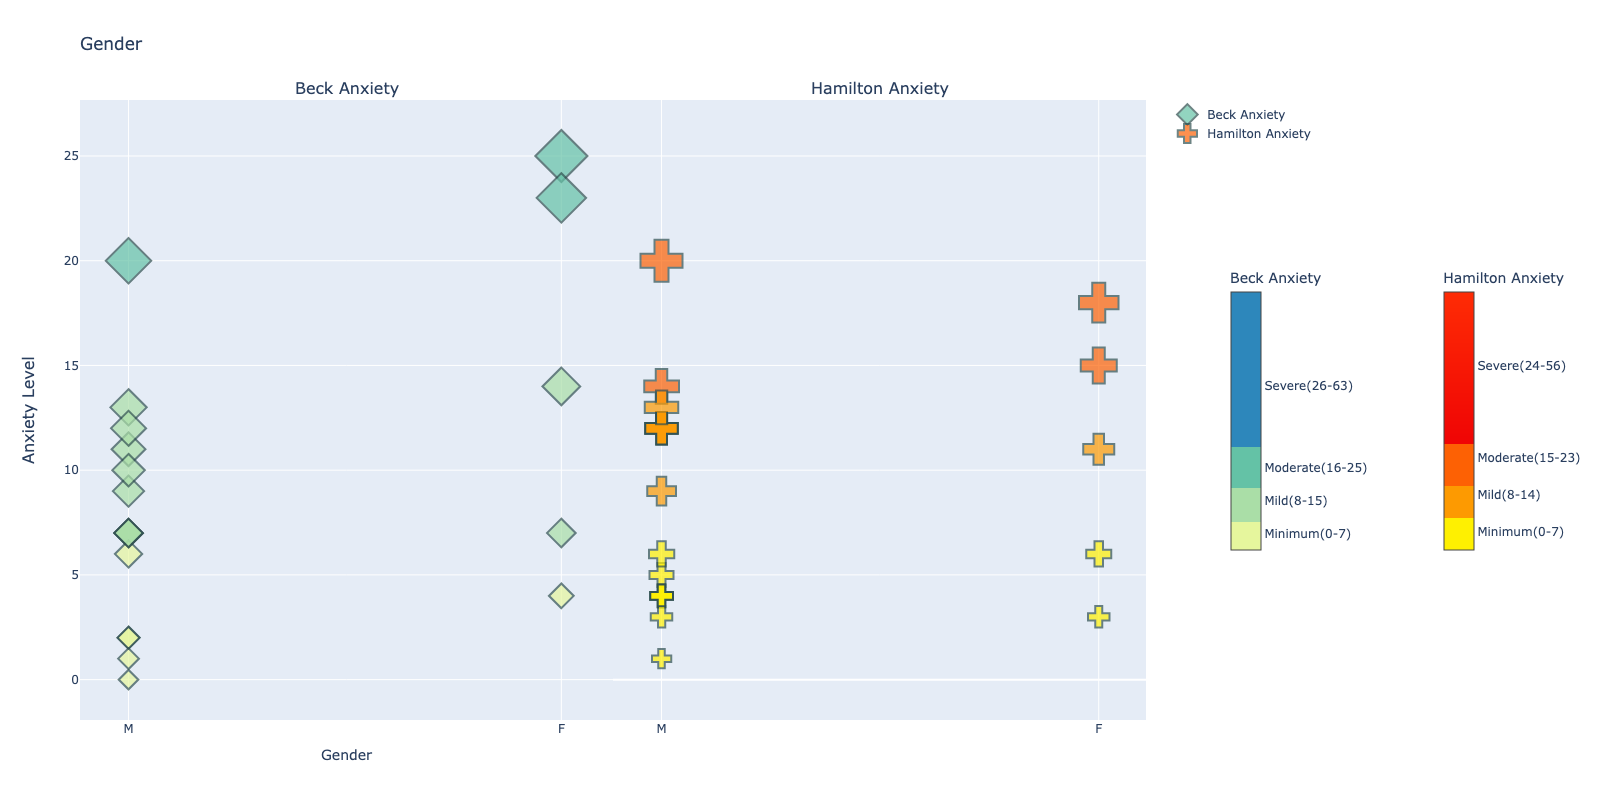 Gender
Beck Anxiety
Hamilton Anxiety
Beck Anxiety
Hamilton Anxiety
Anxiety Level
25
20
15
10
5
0
M
F
M
F
Gender
Beck Anxiety
Severe(26-63)
Moderate(16-25)
Mild(8-15)
Minimum(0-7)
Hamilton Anxiety
Severe(24-56)
Moderate(15-23)
Mild(8-14)
Minimum(0-7)